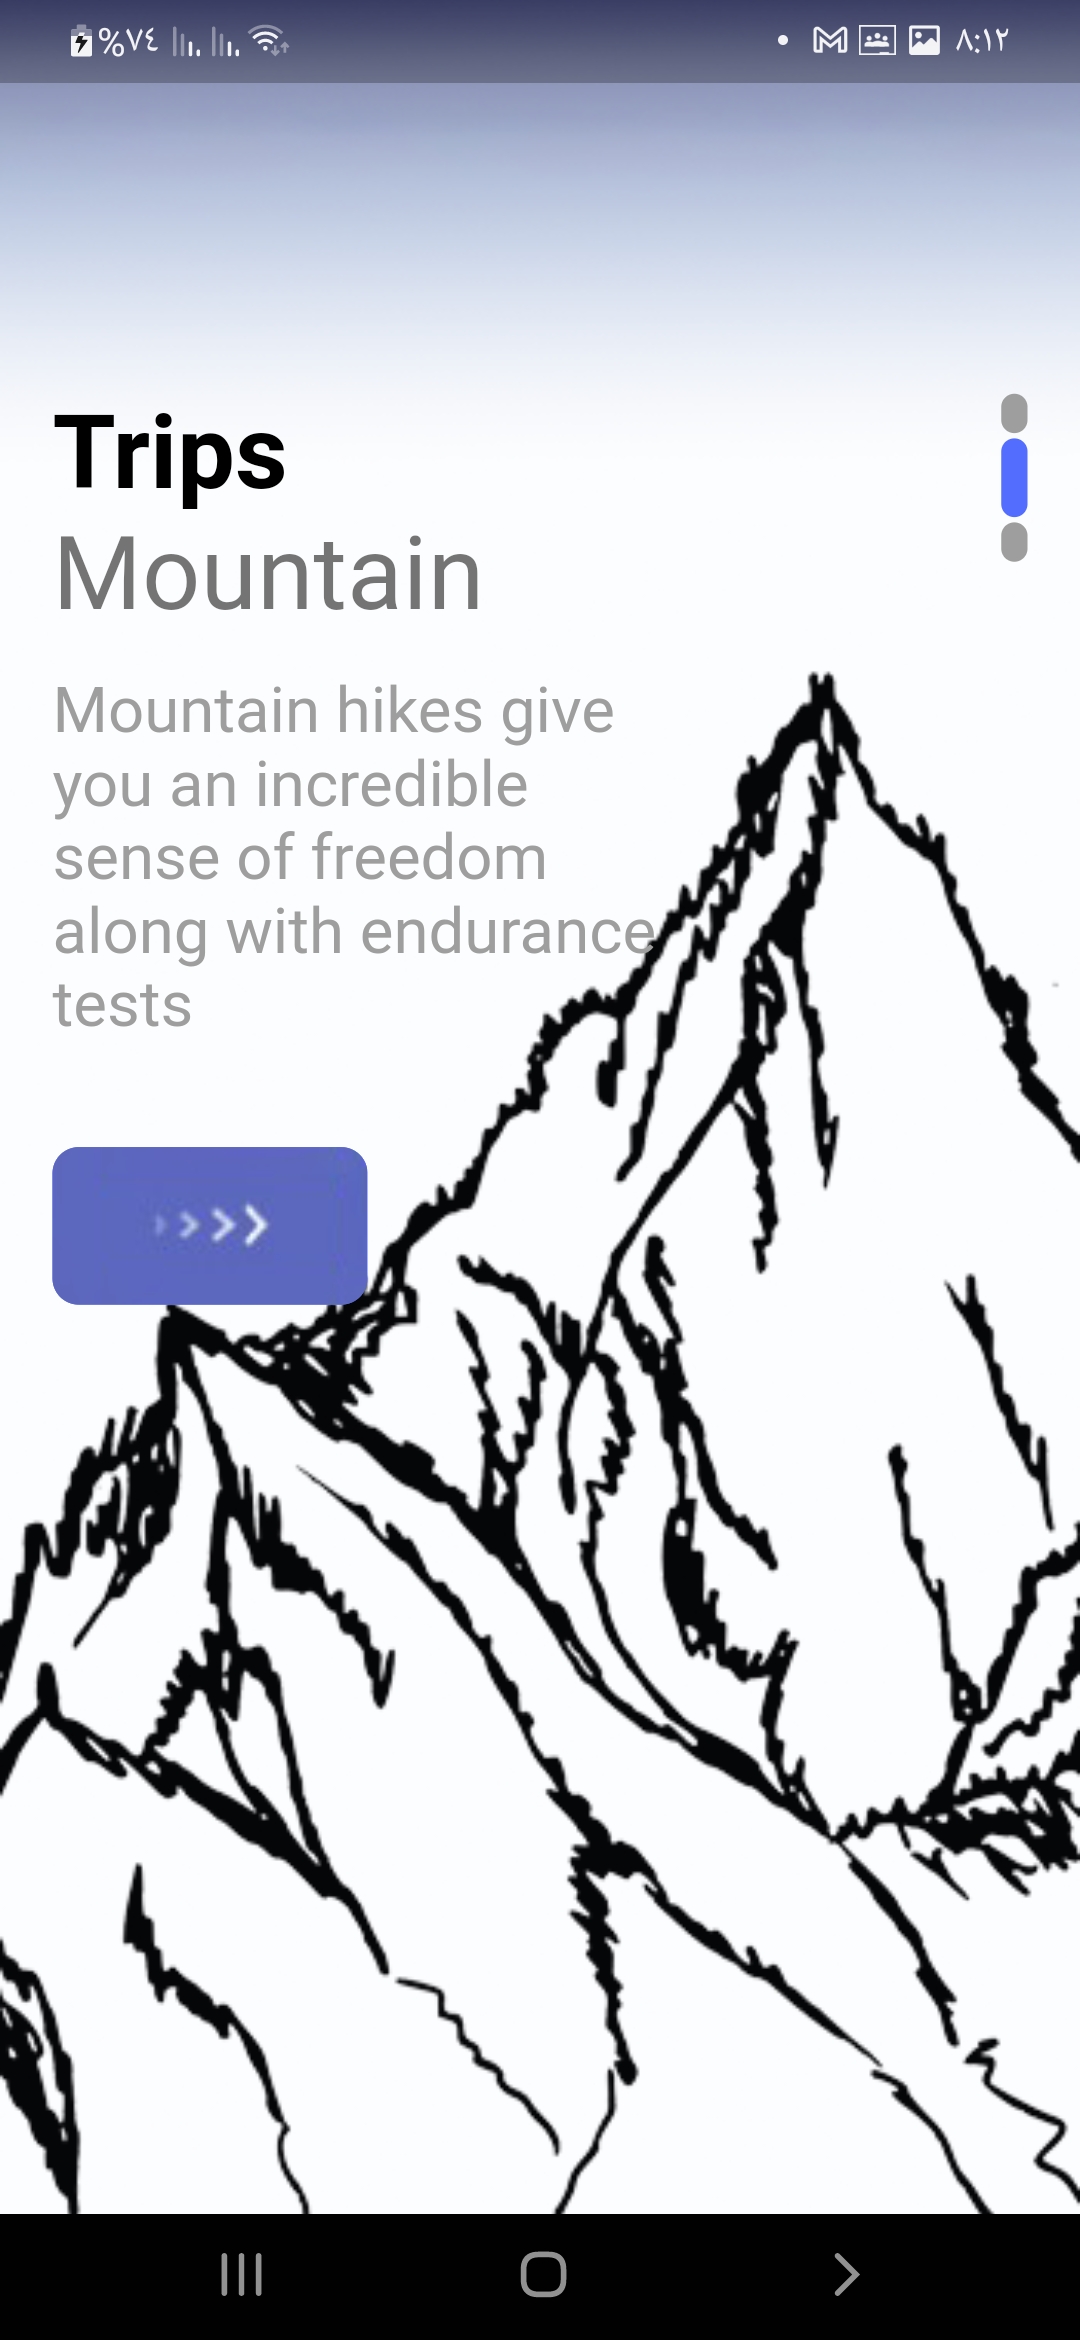 %٧٤ ٨:١٢
Trips
Mountain
Mountain hikes give
you an incredible
sense of freedom
along with endurance
tests